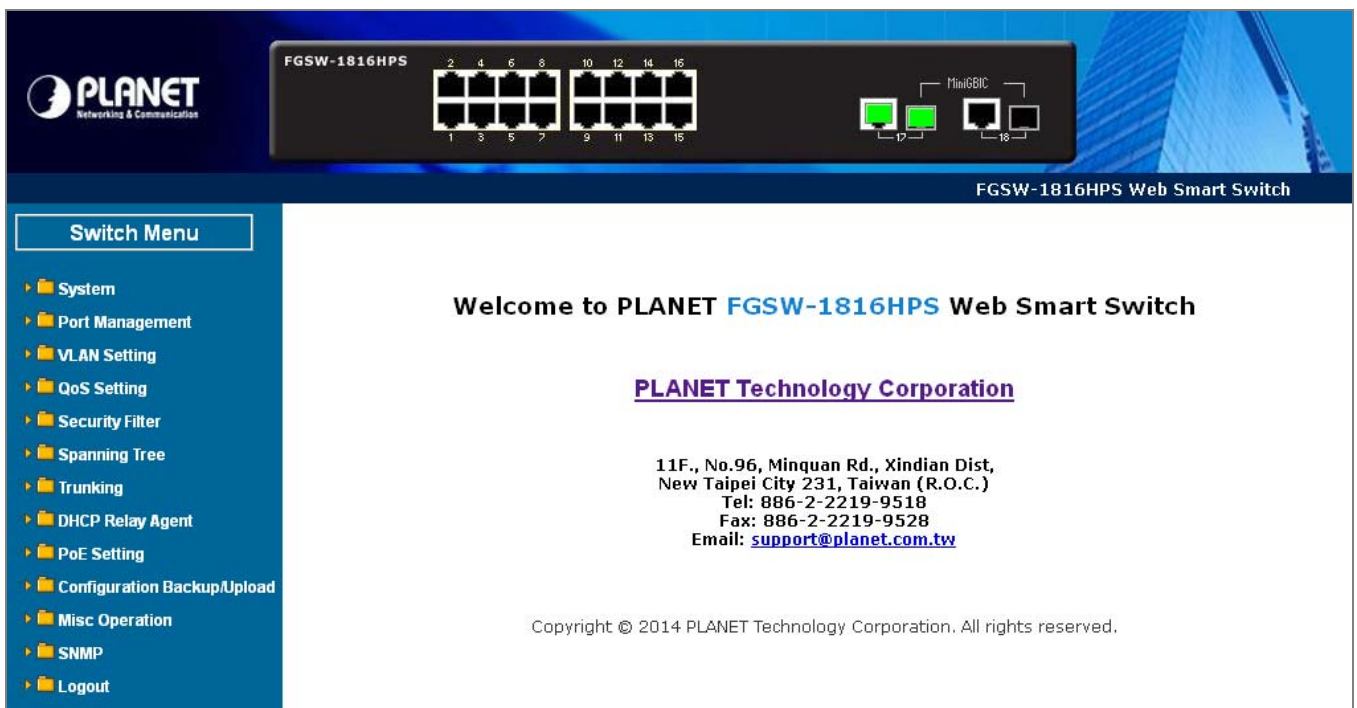 PLANET
Networking & Communication
FGSW-1816HPS
2 4 6 8 10 12 14 16
1 3 5 7 9 11 13 15
MiniGBIC
17 18
FGSW-1816HPS Web Smart Switch
Switch Menu
System
Port Management
VLAN Setting
QoS Setting
Security Filter
Spanning Tree
Trunking
DHCP Relay Agent
PoE Setting
Configuration Backup/Upload
Misc Operation
SNMP
Logout
Welcome to PLANET FGSW-1816HPS Web Smart Switch
PLANET Technology Corporation
11F., No.96, Minquan Rd., Xindian Dist,
New Taipei City 231, Taiwan (R.O.C.)
Tel: 886-2-2219-9518
Fax: 886-2-2219-9528
Email: support@planet.com.tw
Copyright © 2014 PLANET Technology Corporation. All rights reserved.